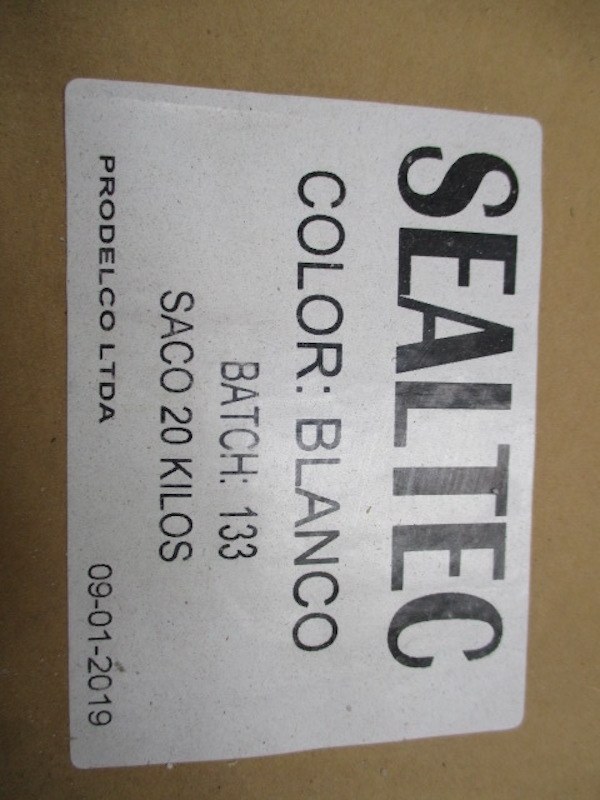 SEALTEC
COLOR: BLANCO
BATCH: 133
SACO 20 KILOS
PRODELCO LTDA 09-01-2019